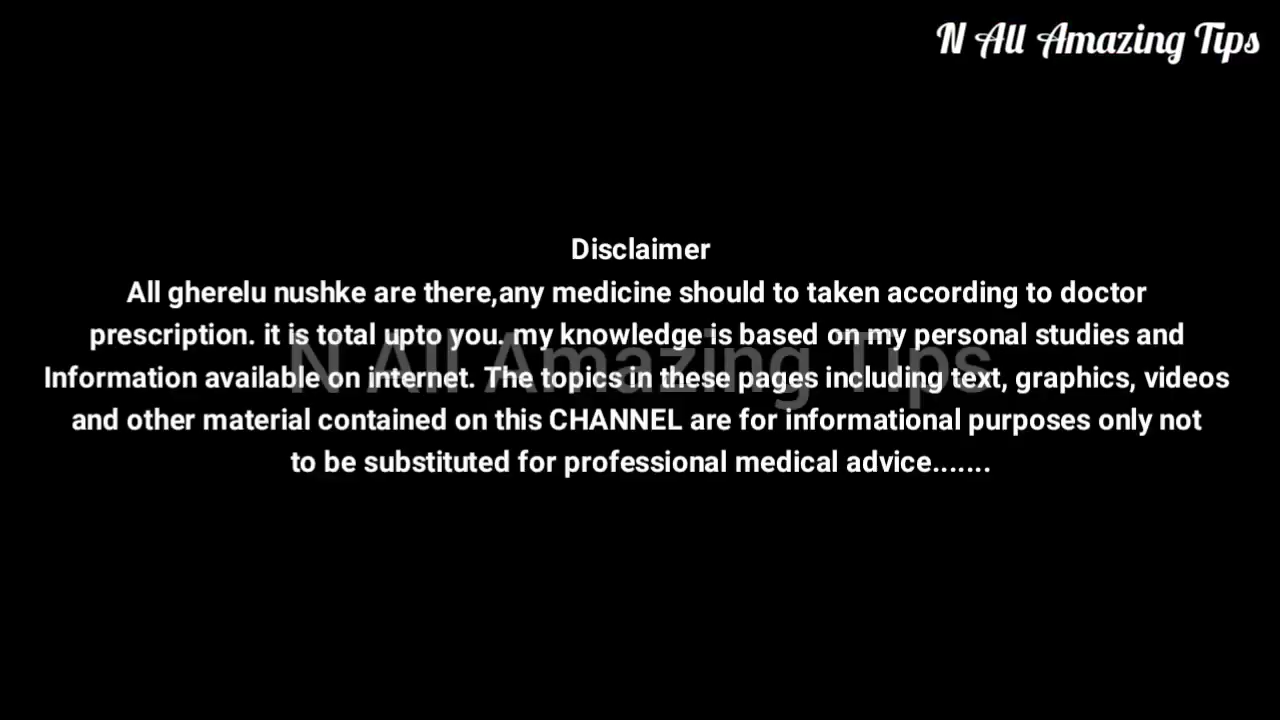 N All Amazing Tips
Disclaimer
All gherelu nushke are there,any medicine should to taken according to doctor
prescription. it is total upto you. my knowledge is based on my personal studies and
N All Amazing Tips
Information available on internet. The topics in these pages including text, graphics, videos
and other material contained on this CHANNEL are for informational purposes only not
to be substituted for professional medical advice.......